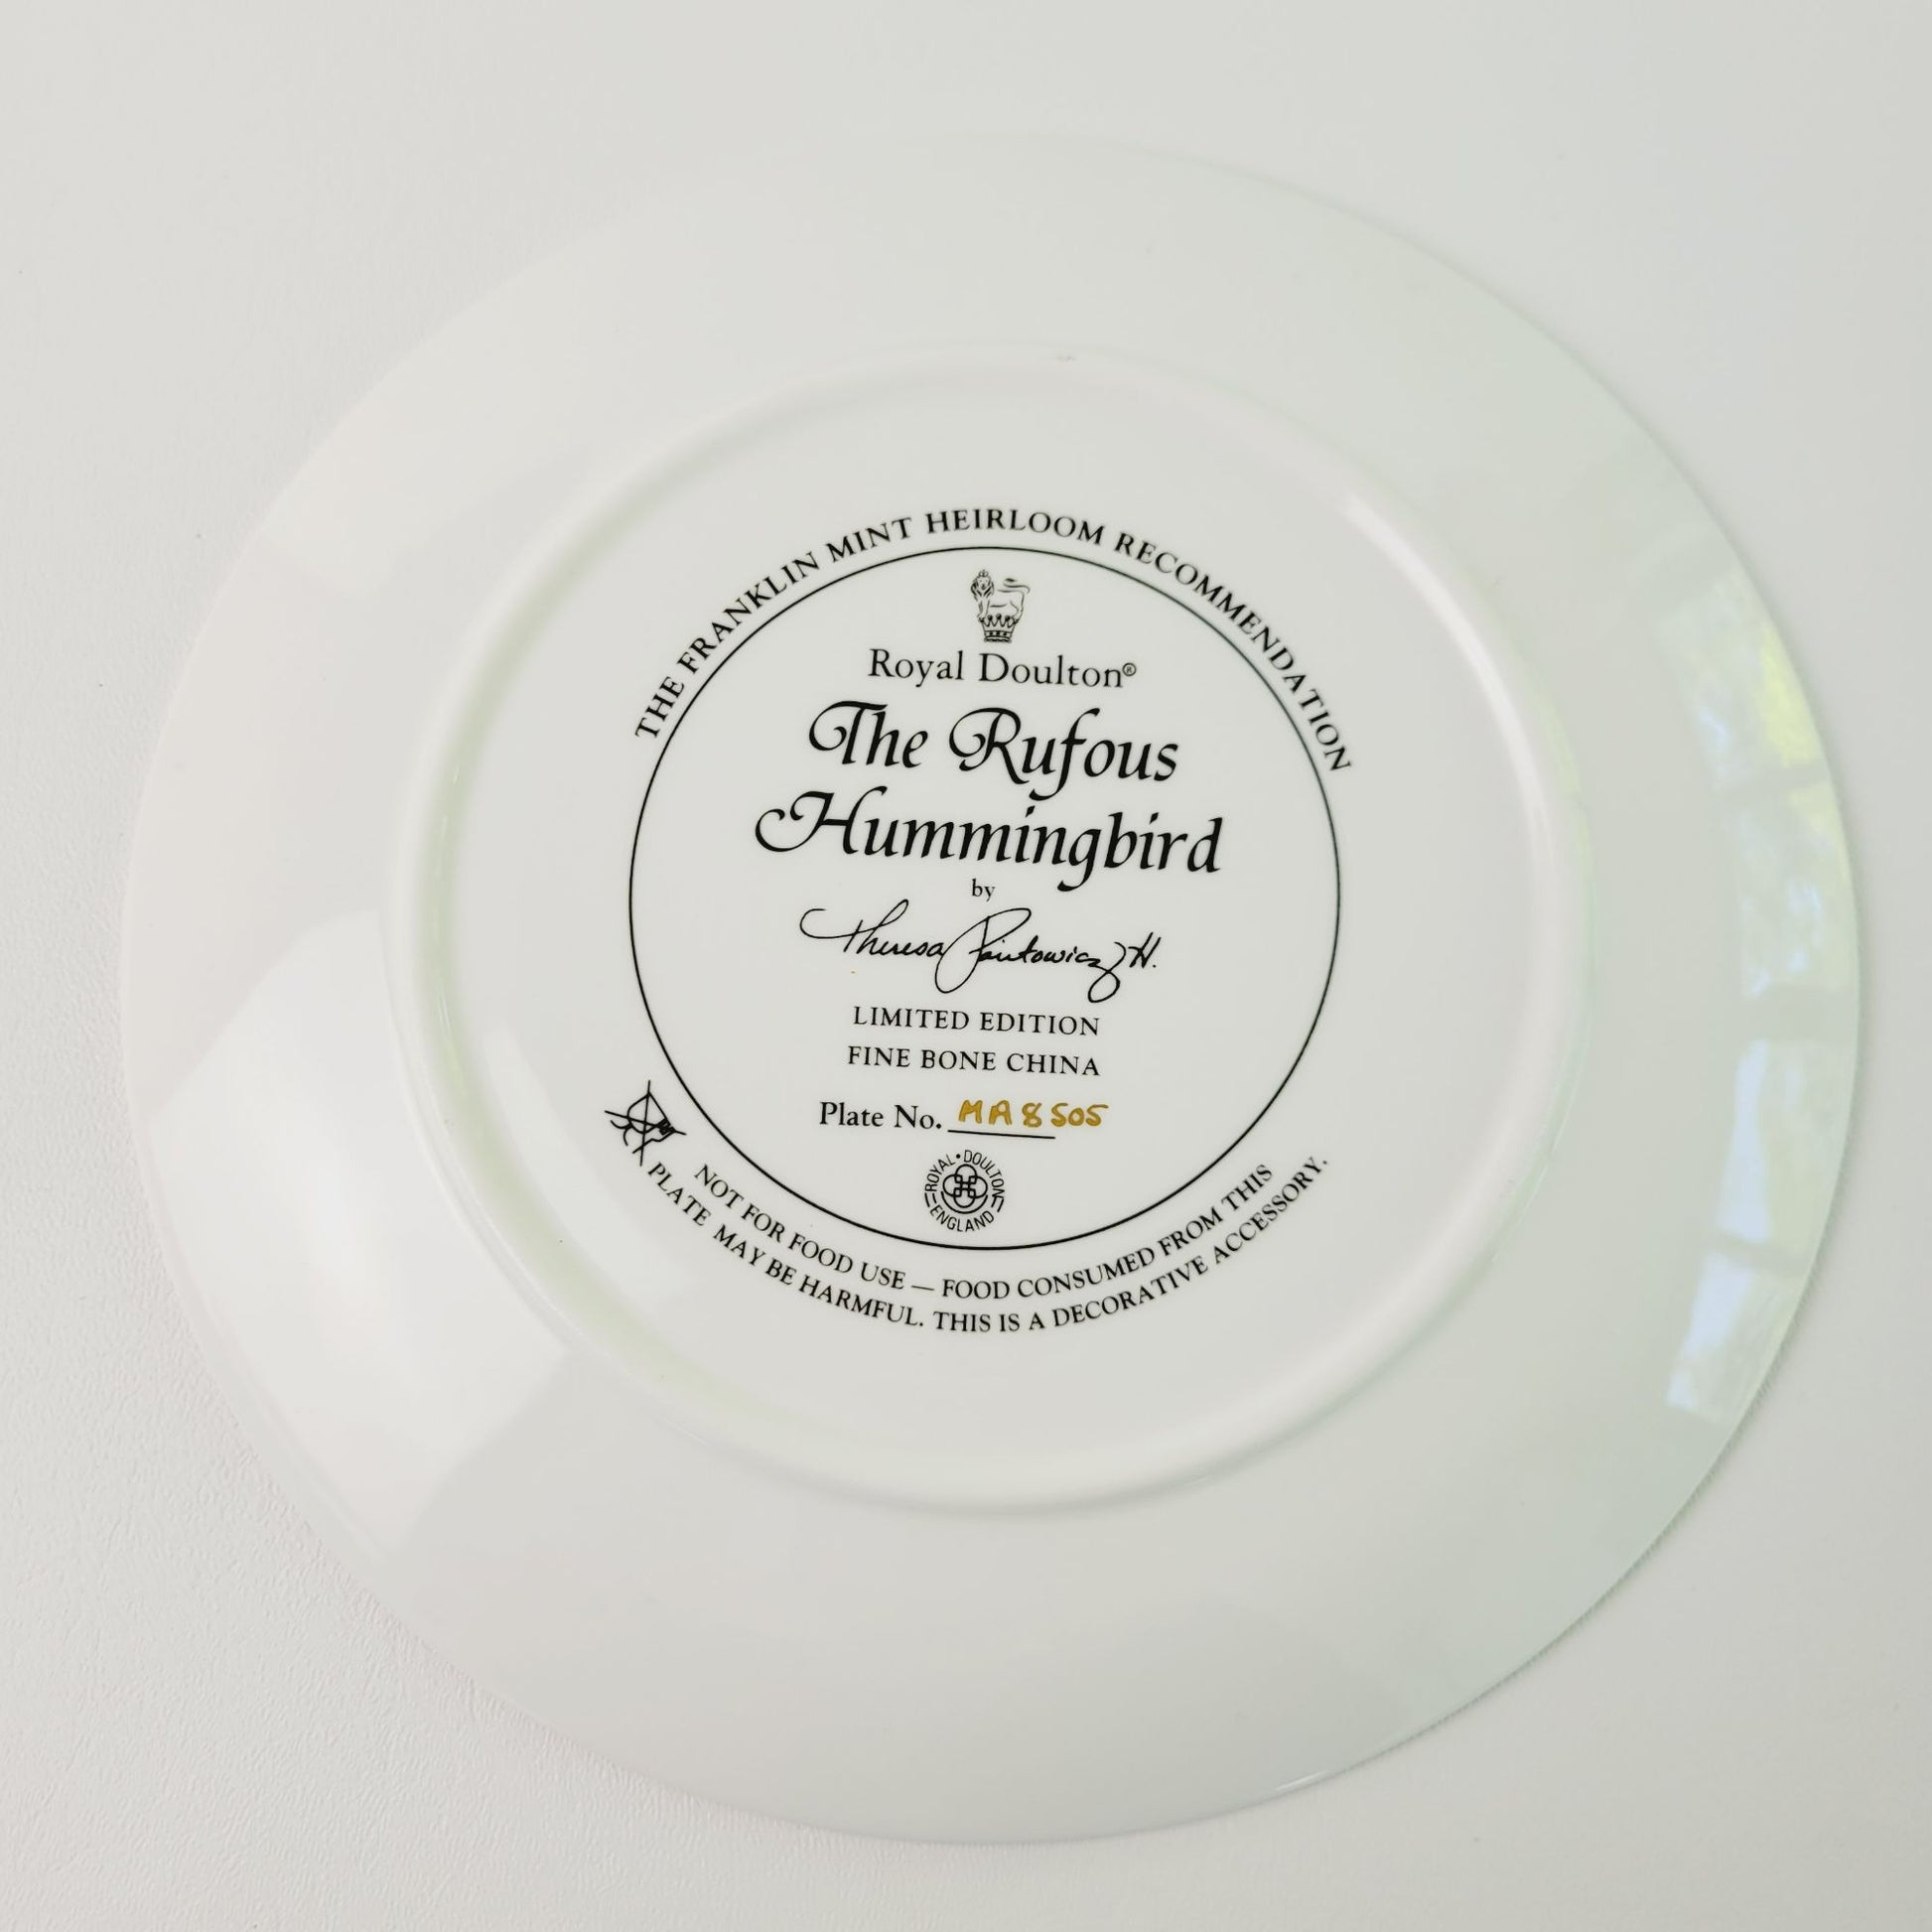 THE FRANKLIN MINT HEIRLOOM RECOMMENDATION
Royal Doulton®
The Rufous
Hummingbird
by
Theresa Pantowicz H.
LIMITED EDITION
FINE BONE CHINA
Plate No. MA8505
ROYAL • DOULTON
ENGLAND
NOT FOR FOOD USE — FOOD CONSUMED FROM THIS
PLATE MAY BE HARMFUL. THIS IS A DECORATIVE ACCESSORY.